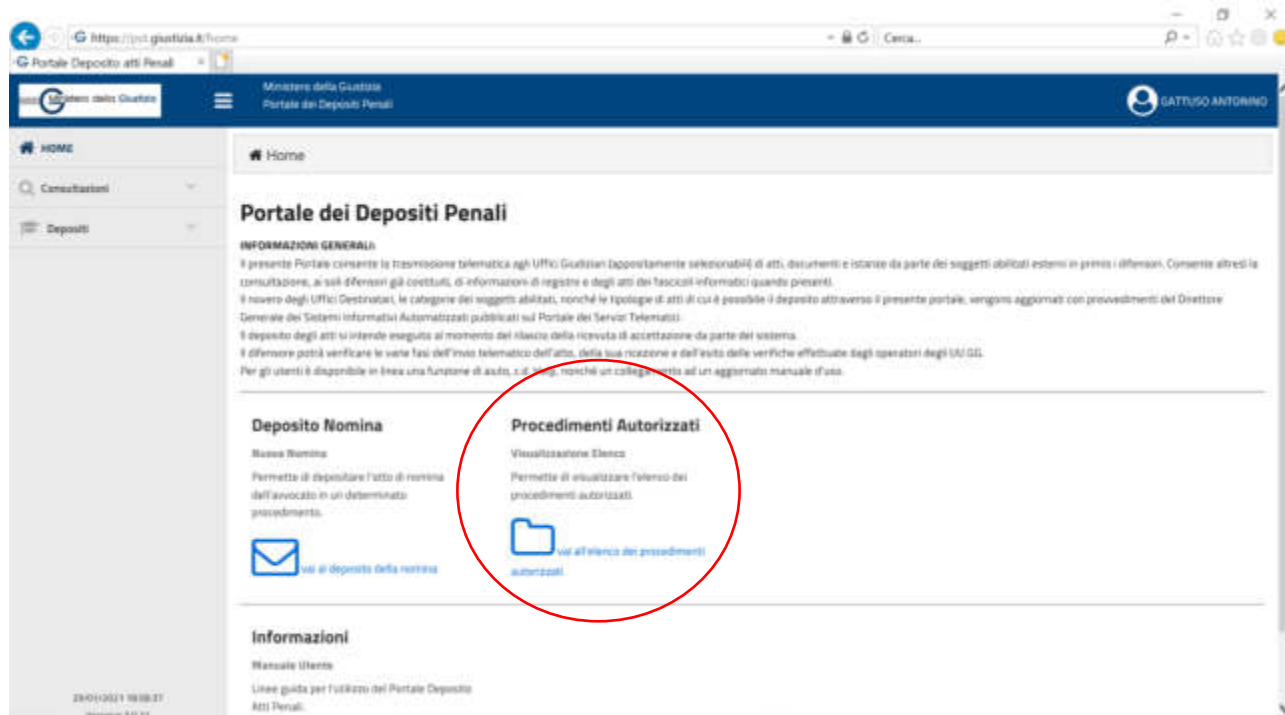 https://pst.giustizia.it/home
Cerca...
Portale Deposito atti Penali
Ministero della Giustizia
Ministero della Giustizia
Portale dei Depositi Penali
GATTUSO ANTONINO
HOME
Home
Consultazioni
Depositi
Portale dei Depositi Penali
INFORMAZIONI GENERALI:
Il presente Portale consente la trasmissione telematica agli Uffici Giudiziari (appositamente selezionabili) di atti, documenti e istanze da parte dei soggetti abilitati esterni in primis i difensori. Consente altresì la
consultazione, ai soli difensori già costituiti, di informazioni di registro e degli atti dei fascicoli informatici quando presenti.
Il novero degli Uffici Destinatari, le categorie dei soggetti abilitati, nonché le tipologie di atti di cui è possibile il deposito attraverso il presente portale, vengono aggiornati con provvedimenti del Direttore
Generale dei Sistemi Informativi Automatizzati pubblicati sul Portale dei Servizi Telematici.
Il deposito degli atti si intende eseguito al momento del rilascio della ricevuta di accettazione da parte del sistema.
Il difensore potrà verificare le varie fasi dell'invio telematico dell'atto, della sua ricezione e dell'esito delle verifiche effettuate dagli operatori degli UU.GG.
Per gli utenti è disponibile in linea una funzione di aiuto, c.d. Help, nonché un collegamento ad un aggiornato manuale d'uso.
Deposito Nomina
Nuova Nomina
Permette di depositare l'atto di nomina
dell'avvocato in un determinato
procedimento.
vai al deposito della nomina
Procedimenti Autorizzati
Visualizzazione Elenco
Permette di visualizzare l'elenco dei
procedimenti autorizzati.
vai all'elenco dei procedimenti
autorizzati
Informazioni
Manuale Utente
Linee guida per l'utilizzo del Portale Deposito
Atti Penali.